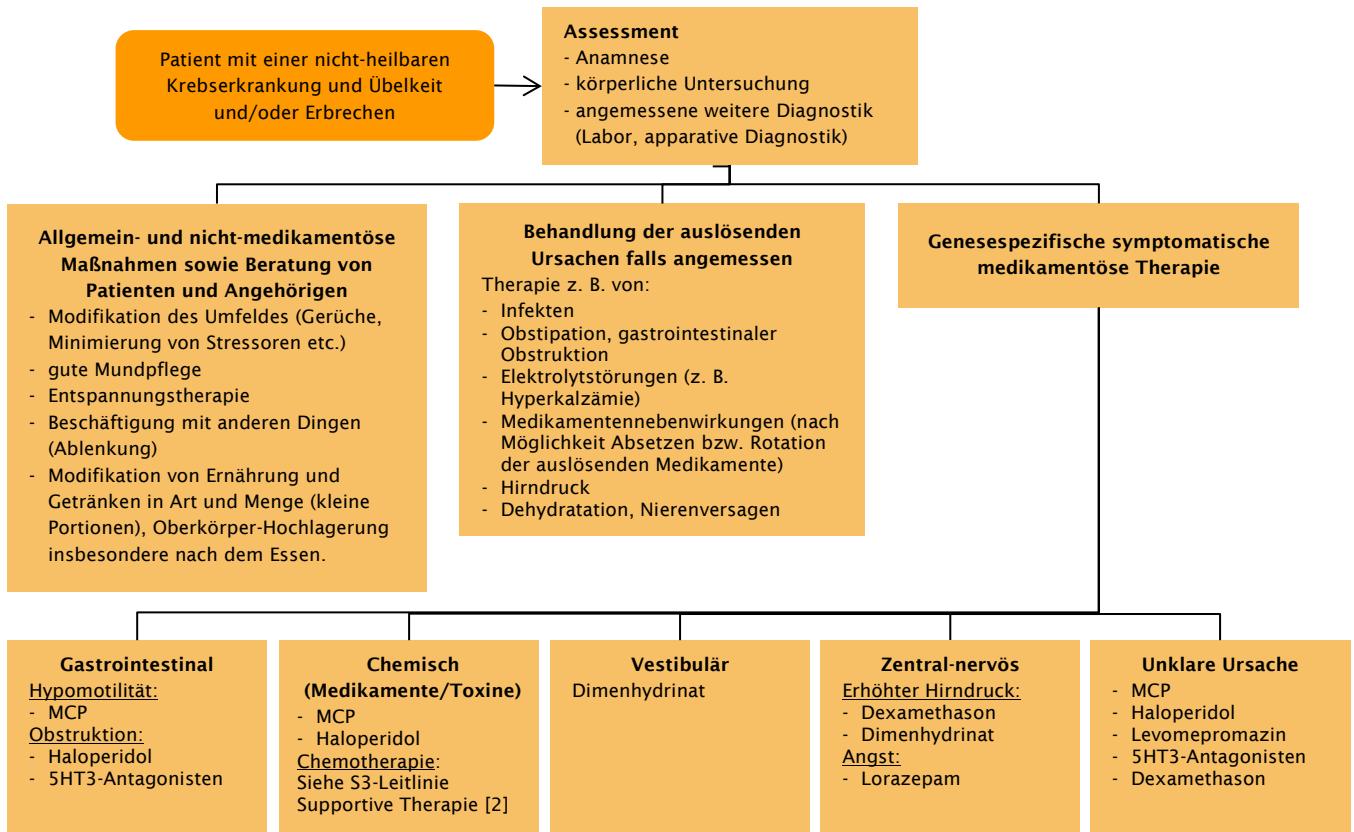 Patient mit einer nicht-heilbaren
Krebserkrankung und Übelkeit
und/oder Erbrechen
Assessment
- Anamnese
- körperliche Untersuchung
- angemessene weitere Diagnostik
(Labor, apparative Diagnostik)
Allgemein- und nicht-medikamentöse
Maßnahmen sowie Beratung von
Patienten und Angehörigen
- Modifikation des Umfeldes (Gerüche,
Minimierung von Stressoren etc.)
- gute Mundpflege
- Entspannungstherapie
- Beschäftigung mit anderen Dingen
(Ablenkung)
- Modifikation von Ernährung und
Getränken in Art und Menge (kleine
Portionen), Oberkörper-Hochlagerung
insbesondere nach dem Essen.
Behandlung der auslösenden
Ursachen falls angemessen
Therapie z. B. von:
- Infekten
- Obstipation, gastrointestinaler
Obstruktion
- Elektrolytstörungen (z. B.
Hyperkalzämie)
- Medikamentennebenwirkungen (nach
Möglichkeit Absetzen bzw. Rotation
der auslösenden Medikamente)
- Hirndruck
- Dehydratation, Nierenversagen
Genesespezifische symptomatische
medikamentöse Therapie
Gastrointestinal
Hypomotilität:
- MCP
Obstruktion:
- Haloperidol
- 5HT3-Antagonisten
Chemisch
(Medikamente/Toxine)
- MCP
- Haloperidol
Chemotherapie:
Siehe S3-Leitlinie
Supportive Therapie [2]
Vestibulär
Dimenhydrinat
Zentral-nervös
Erhöhter Hirndruck:
- Dexamethason
- Dimenhydrinat
Angst:
- Lorazepam
Unklare Ursache
- MCP
- Haloperidol
- Levomepromazin
- 5HT3-Antagonisten
- Dexamethason